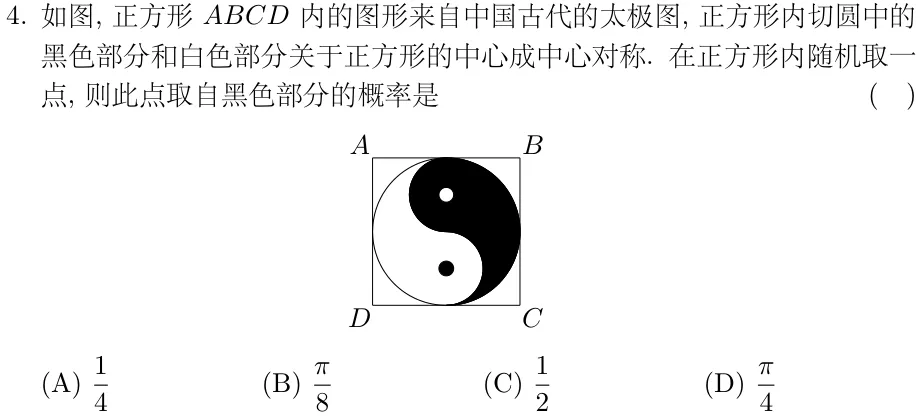 4. 如图, 正方形 ABCD 内的图形来自中国古代的太极图, 正方形内切圆中的
黑色部分和白色部分关于正方形的中心成中心对称. 在正方形内随机取一
点, 则此点取自黑色部分的概率是 ( )
A B
D C
(A) 1/4 (B) π/8 (C) 1/2 (D) π/4